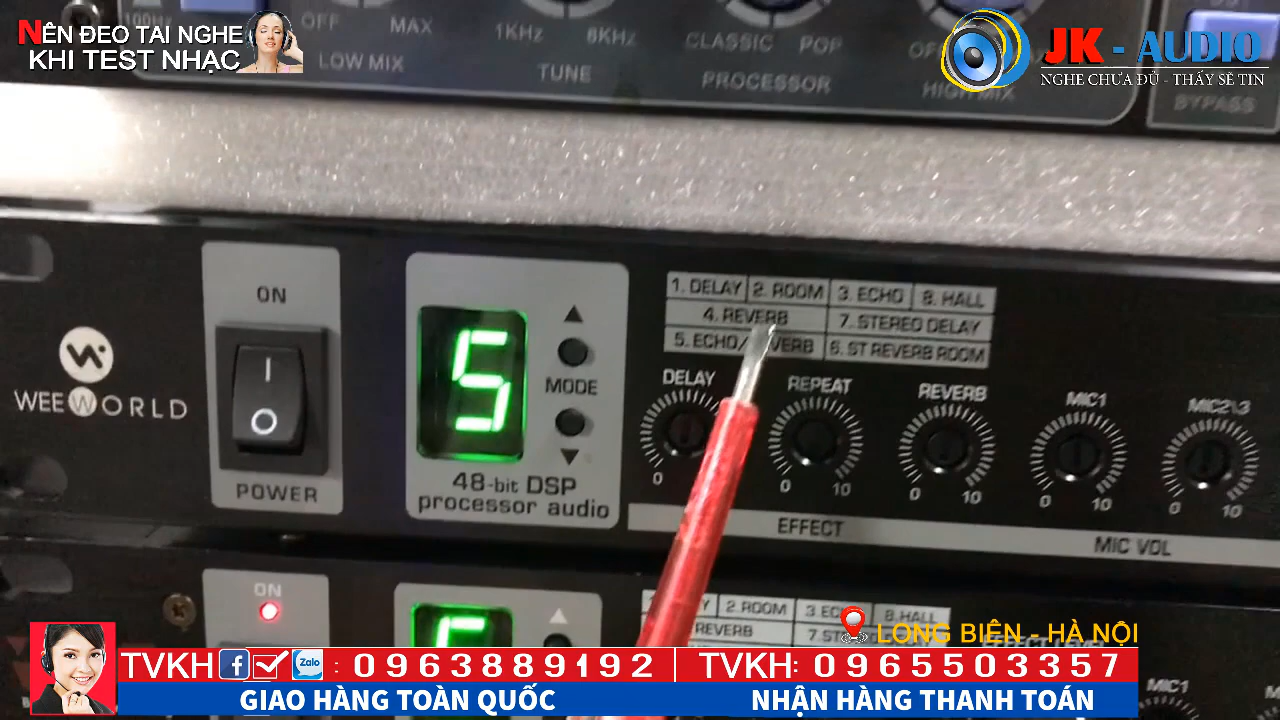 NÊN ĐEO TAI NGHE
KHI TEST NHẠC
JK - AUDIO
NGHE CHƯA ĐỦ - THẤY SẼ TIN
100Hz
OFF
MAX
LOW MIX
1KHz
8KHz
TUNE
CLASSIC
POP
PROCESSOR
HIGH MIX
BYPASS
ON
POWER
WEEWORLD
5
MODE
48-bit DSP
processor audio
1. DELAY 2. ROOM 3. ECHO 8. HALL
4. REVERB 7. STEREO DELAY
6. ST REVERB ROOM
DELAY REPEAT REVERB MIC1 MIC2\3
0 0 10 0 10 0 10 0 10
EFFECT
MIC VOL
ON
2. ROOM 8. HALL
REVERB
LONG BIÊN - HÀ NỘI
TVKH f Zalo : 0963889192 TVKH: 0965503357
GIAO HÀNG TOÀN QUỐC NHẬN HÀNG THANH TOÁN
MIC1